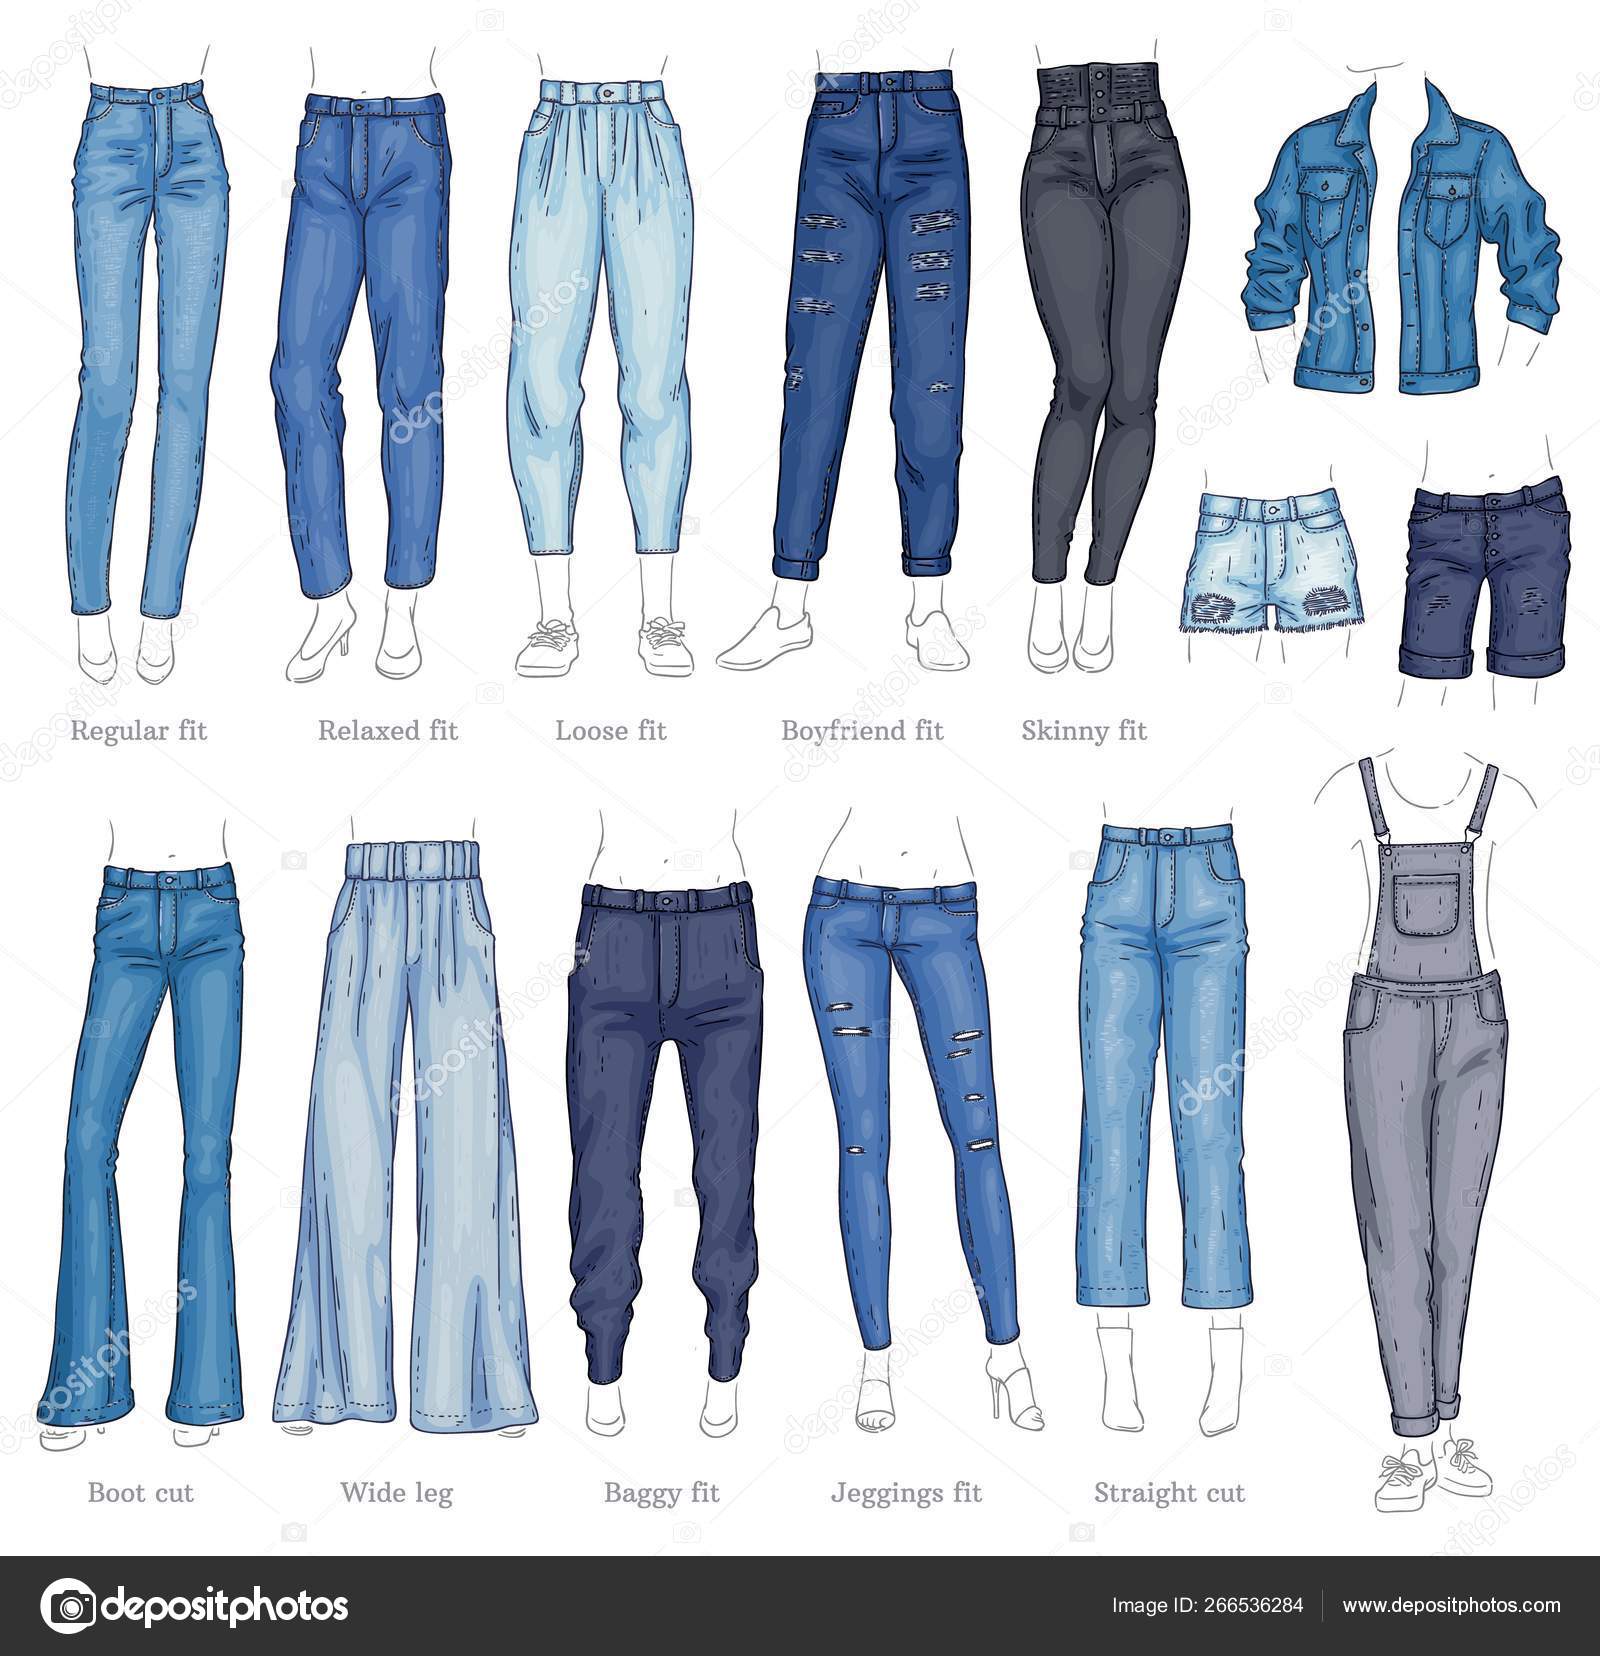 Regular fit
Relaxed fit
Loose fit
Boyfriend fit
Skinny fit
Boot cut
Wide leg
Baggy fit
Jeggings fit
Straight cut
depositphotos
Image ID: 266536284
www.depositphotos.com